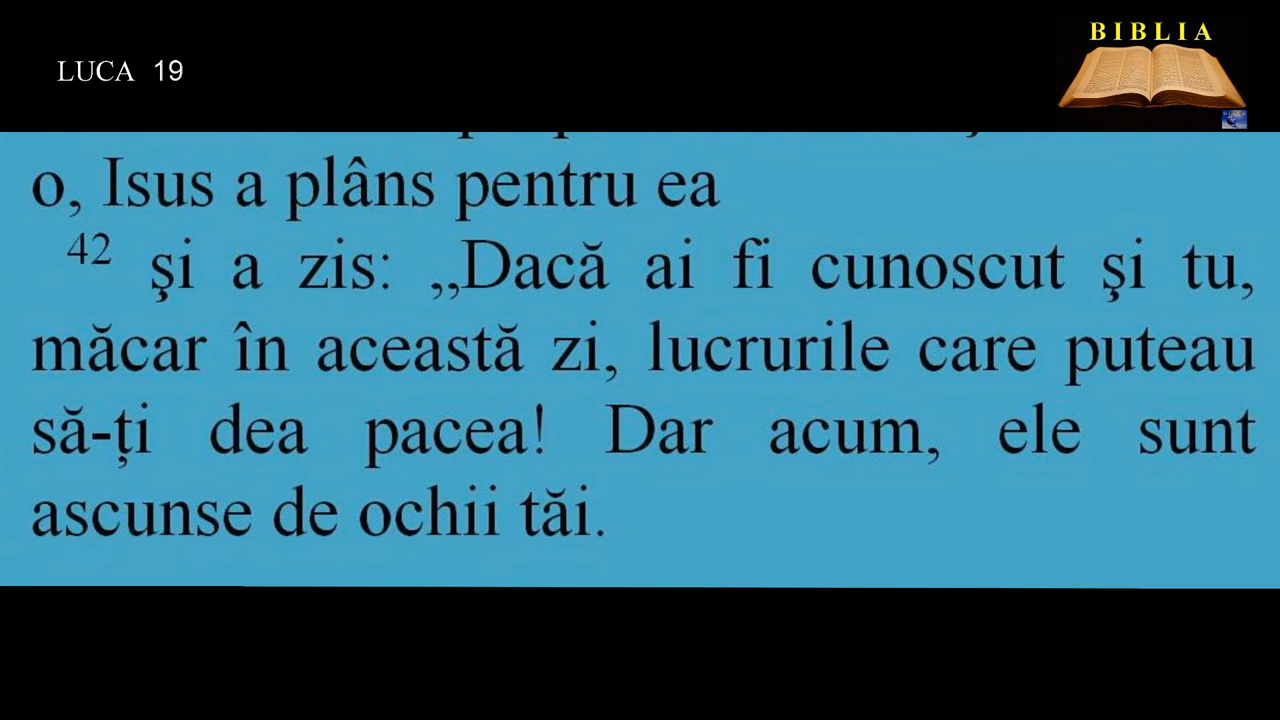 BIBLIA
LUCA 19
o, Isus a plâns pentru ea
42 şi a zis: ,,Dacă ai fi cunoscut şi tu,
măcar în această zi, lucrurile care puteau
să-ți dea pacea! Dar acum, ele sunt
ascunse de ochii tăi.